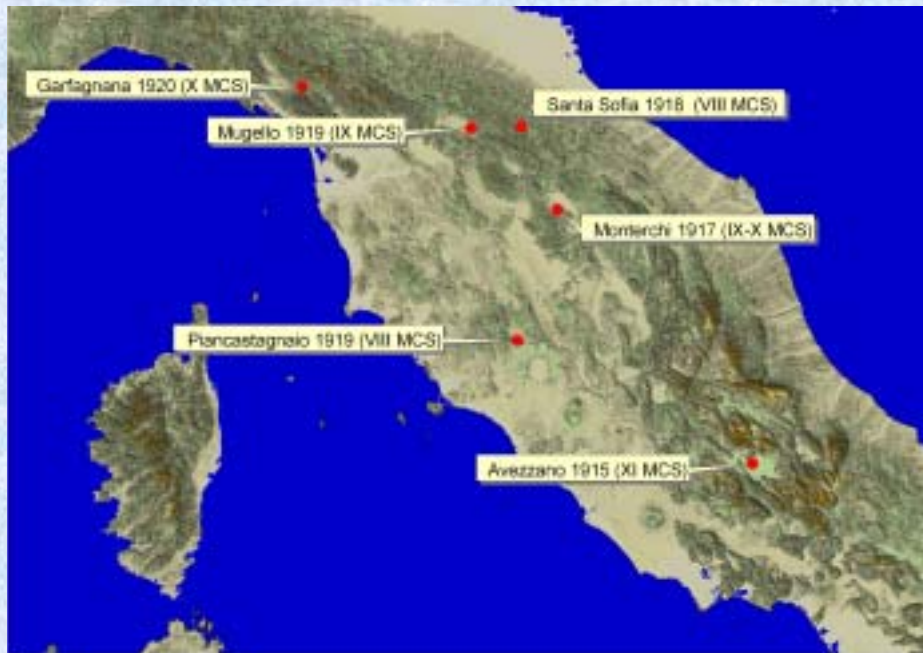 Garfagnana 1920 (X MCS)
Santa Sofia 1918 (VIII MCS)
Mugello 1919 (IX MCS)
Monterchi 1917 (IX-X MCS)
Piancastagnaio 1919 (VIII MCS)
Avezzano 1915 (XI MCS)